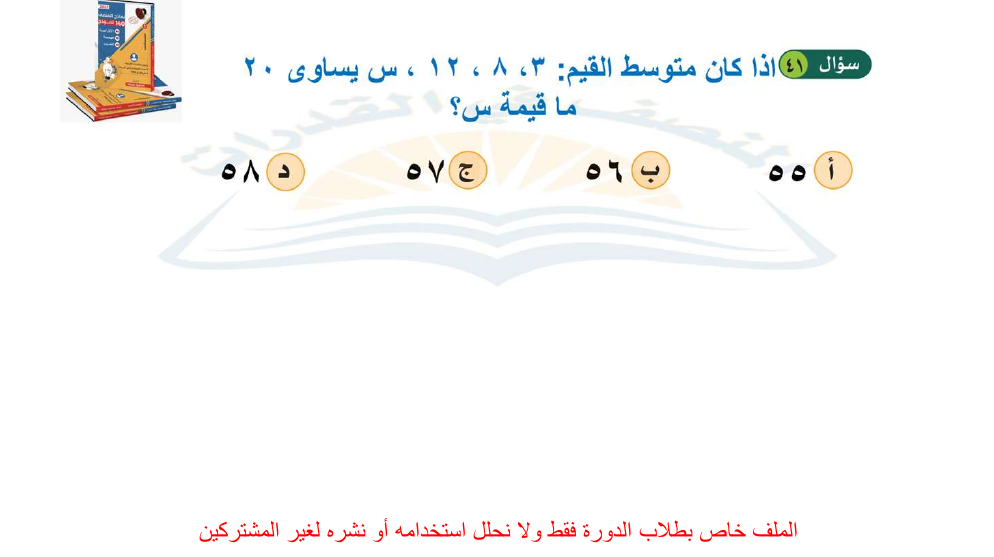 سؤال ٤١ اذا كان متوسط القيم: ٣، ٨ ، ١٢ ، س يساوى ٢٠
ما قيمة س؟
أ ٥٥ ب ٥٦ ج ٥٧ د ٥٨
الملف خاص بطلاب الدورة فقط ولا نحلل استخدامه أو نشره لغير المشتركين